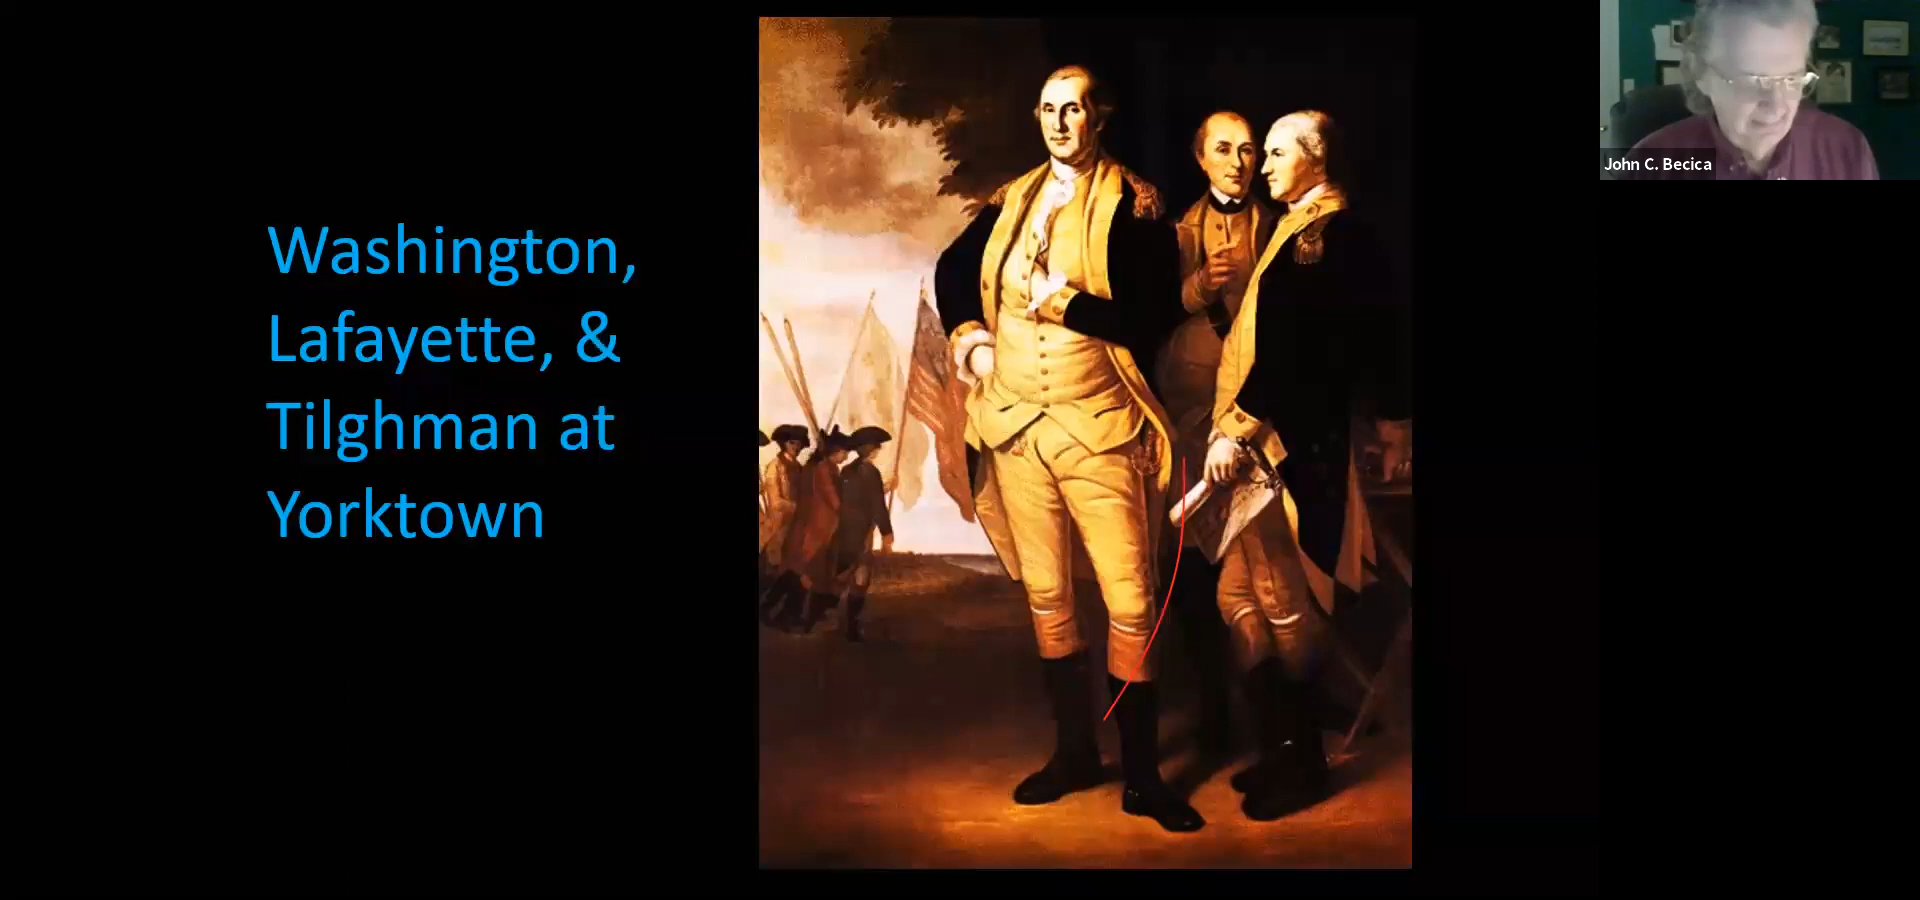 Washington,
Lafayette, &
Tilghman at
Yorktown
John C. Becica